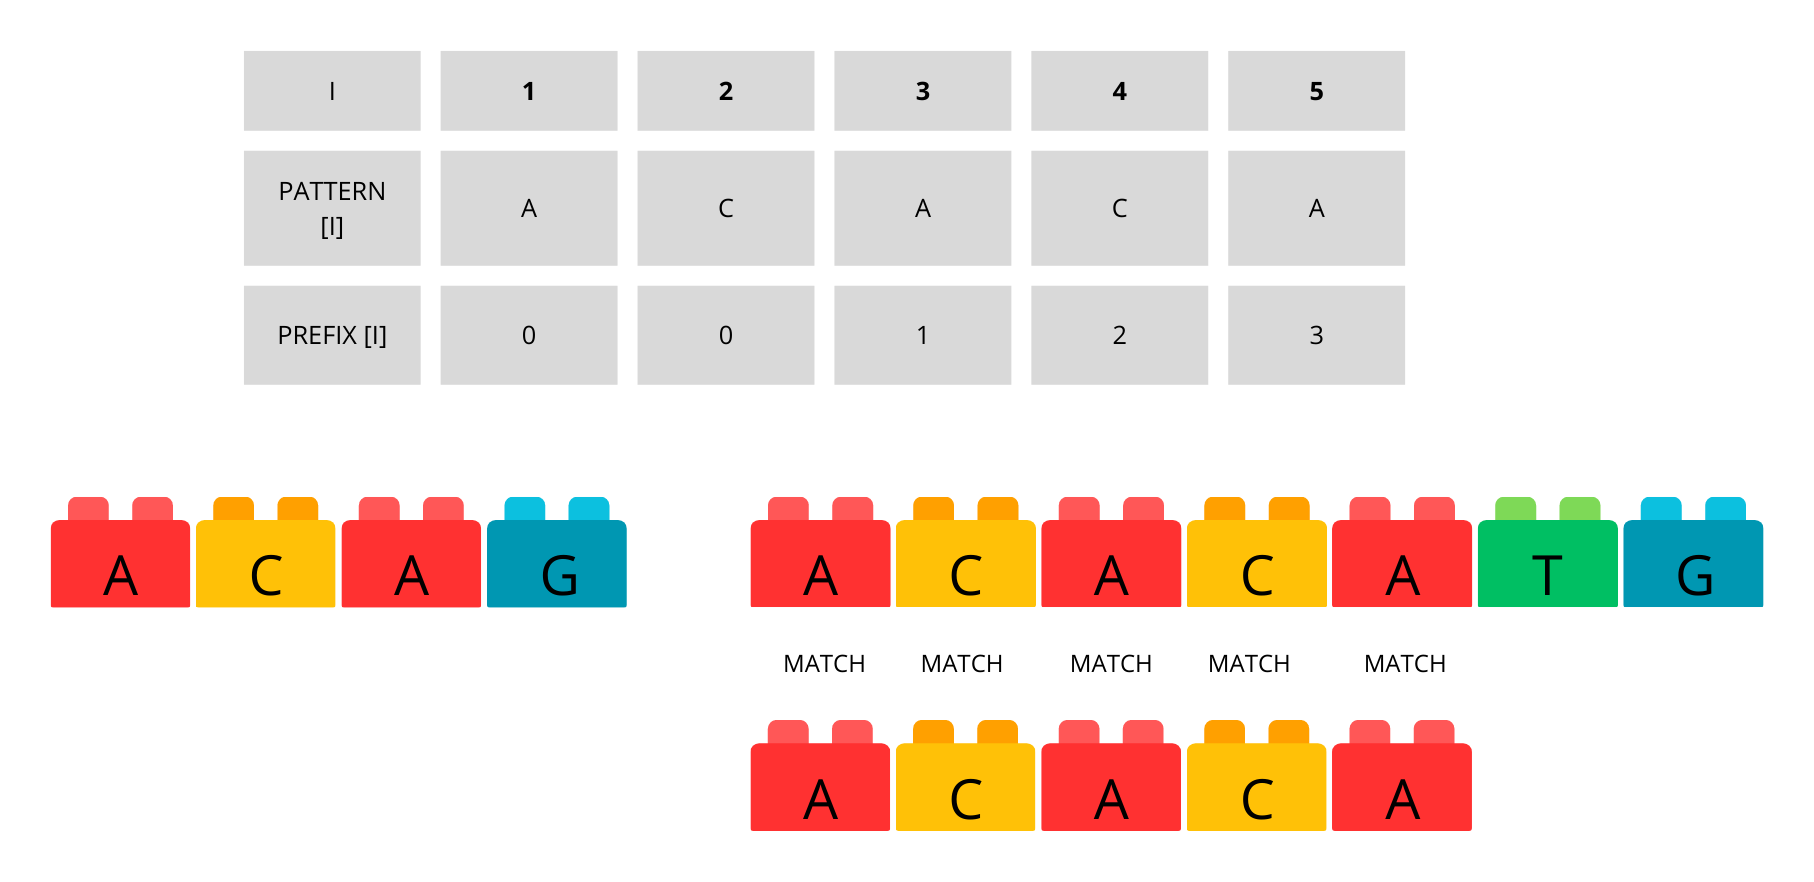 I 1 2 3 4 5
PATTERN
[I] A C A C A
PREFIX [I] 0 0 1 2 3
A C A G A C A C A T G
MATCH MATCH MATCH MATCH MATCH
A C A C A